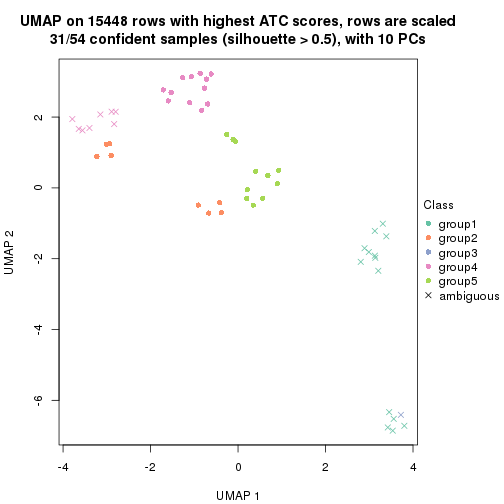 UMAP on 15448 rows with highest ATC scores, rows are scaled
31/54 confident samples (silhouette > 0.5), with 10 PCs
2
0
-2
-4
-6
UMAP 2
-4
-2
0
2
4
UMAP 1
Class
group1
group2
group3
group4
group5
ambiguous